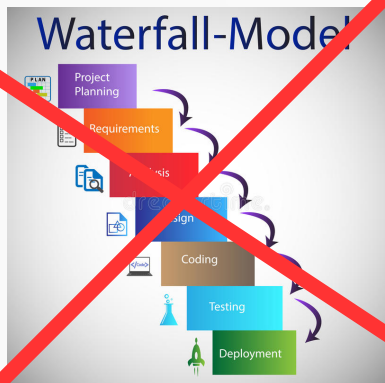 Waterfall-Model
PLAN
Project
Planning
Requirements
Coding
Testing
Deployment